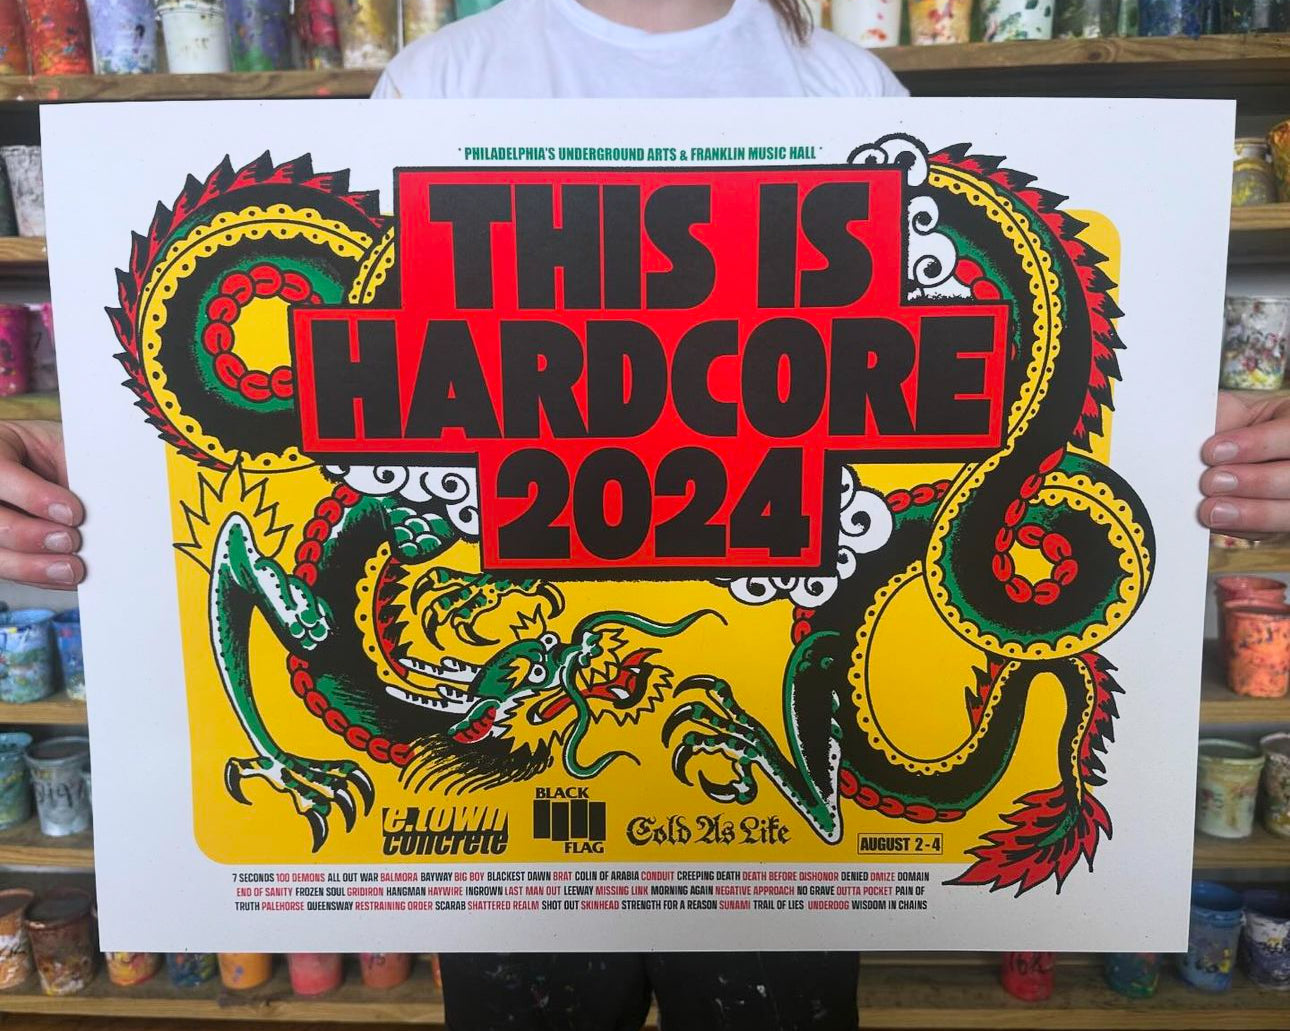 * PHILADELPHIA'S UNDERGROUND ARTS & FRANKLIN MUSIC HALL *
THIS IS
HARDCORE
2024
e.town
concrete
BLACK
FLAG
Cold As Life
AUGUST 2-4
7 SECONDS 100 DEMONS ALL OUT WAR BALMORA BAYWAY BIG BOY BLACKEST DAWN BRAT COLIN OF ARABIA CONDUIT CREEPING DEATH DEATH BEFORE DISHONOR DENIED DMIZE DOMAIN
END OF SANITY FROZEN SOUL GRIDIRON HANGMAN HAYWIRE INGROWN LAST MAN OUT LEEWAY MISSING LINK MORNING AGAIN NEGATIVE APPROACH NO GRAVE OUTTA POCKET PAIN OF
TRUTH PALEHORSE QUEENSWAY RESTRAINING ORDER SCARAB SHATTERED REALM SHOT OUT SKINHEAD STRENGTH FOR A REASON SUNAMI TRAIL OF LIES UNDERDOG WISDOM IN CHAINS